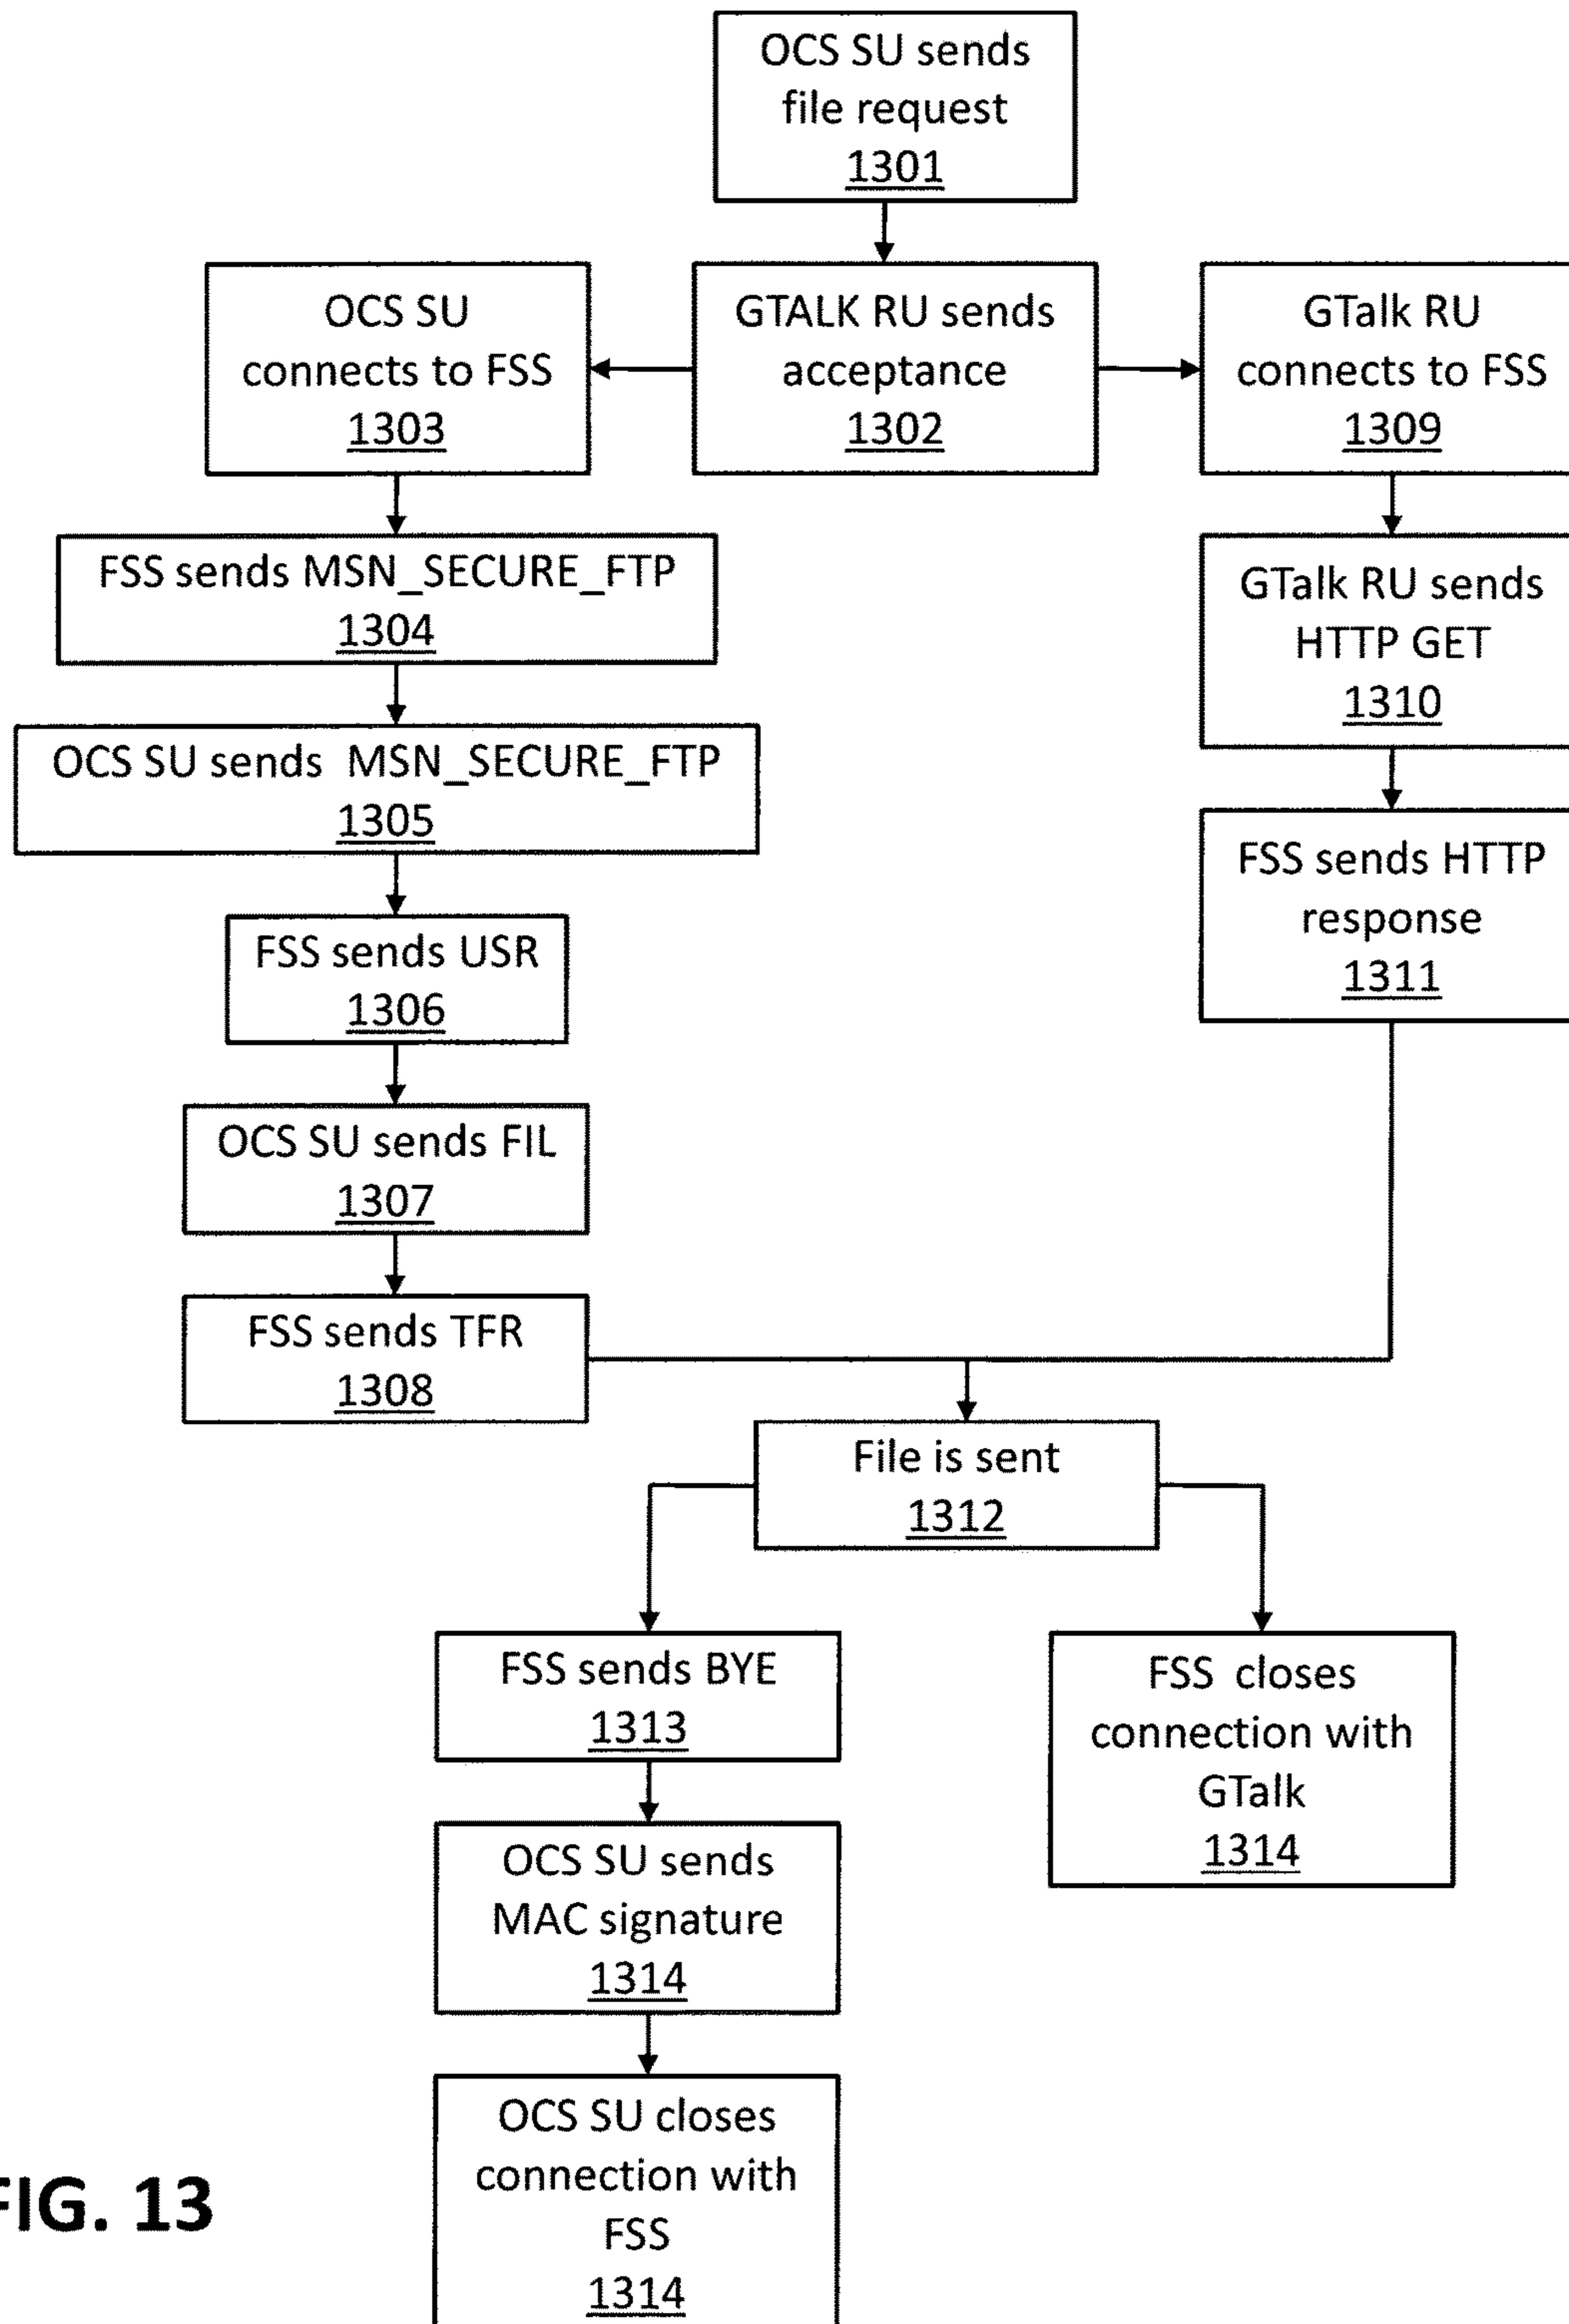 OCS SU sends
file request
1301
OCS SU
connects to FSS
1303
GTALK RU sends
acceptance
1302
GTalk RU
connects to FSS
1309
FSS sends MSN_SECURE_FTP
1304
OCS SU sends  MSN_SECURE_FTP
1305
FSS sends USR
1306
OCS SU sends FIL
1307
FSS sends TFR
1308
GTalk RU sends
HTTP GET
1310
FSS sends HTTP
response
1311
File is sent
1312
FSS sends BYE
1313
OCS SU sends
MAC signature
1314
OCS SU closes
connection with
FSS
1314
FSS  closes
connection with
GTalk
1314
FIG. 13